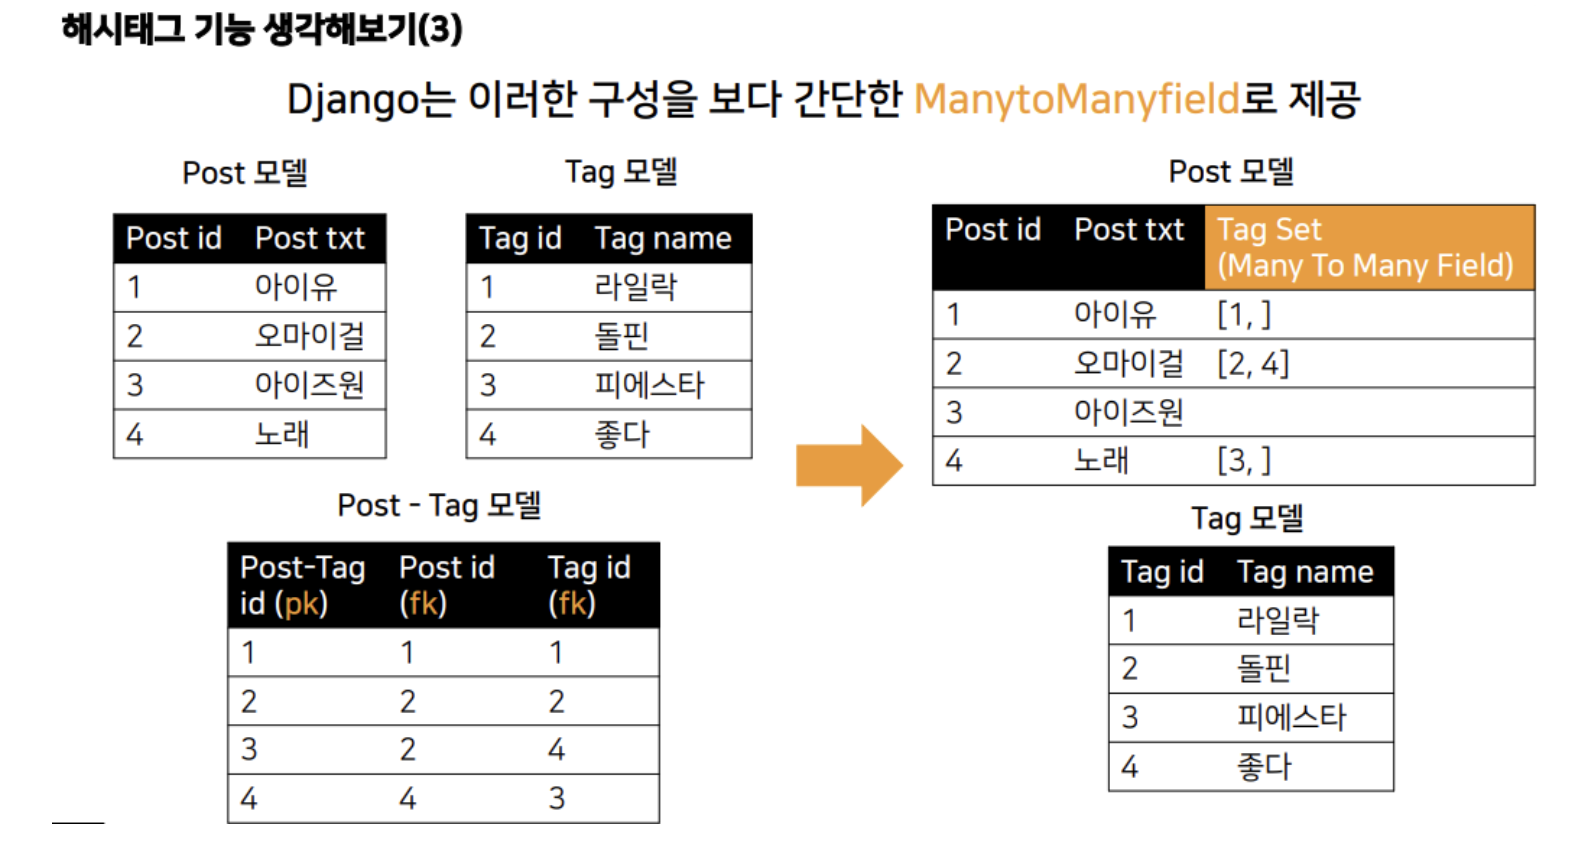 해시태그 기능 생각해보기(3)
Django는 이러한 구성을 보다 간단한 ManytoManyfield로 제공
Post 모델
Post id Post txt
1 아이유
2 오마이걸
3 아이즈원
4 노래
Tag 모델
Tag id Tag name
1 라일락
2 돌핀
3 피에스타
4 좋다
Post - Tag 모델
Post-Tag Post id Tag id
id (pk) (fk) (fk)
1 1 1
2 2 2
3 2 4
4 4 3
Post 모델
Post id Post txt Tag Set
(Many To Many Field)
1 아이유 [1, ]
2 오마이걸 [2, 4]
3 아이즈원
4 노래 [3, ]
Tag 모델
Tag id Tag name
1 라일락
2 돌핀
3 피에스타
4 좋다